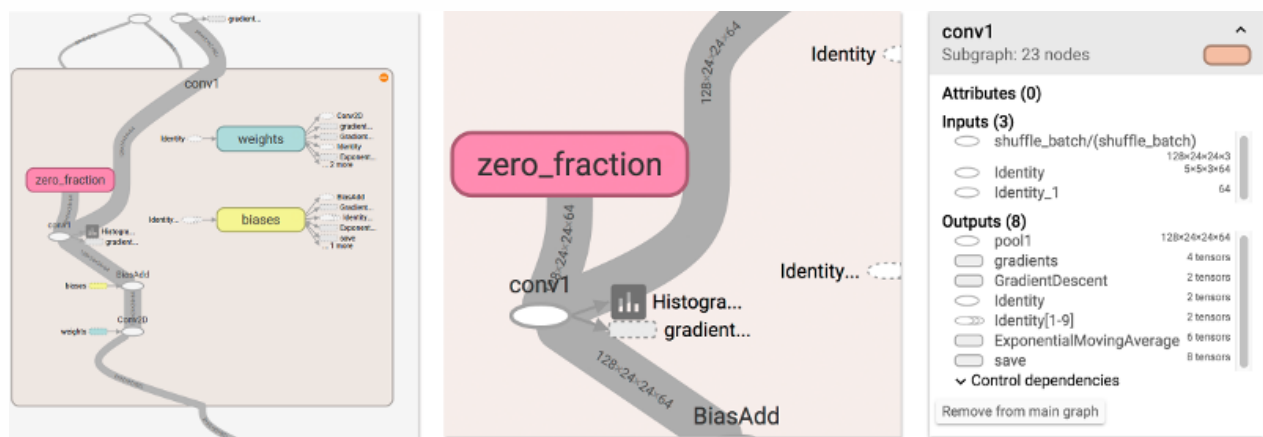 gradient...
conv1
Identity
weights
Conv2D
gradient...
Gradient...
Identity
Exponent...
2 more
zero_fraction
conv1
Histogra...
gradient...
Identity...
biases
BiasAdd
Gradient...
Identity...
Exponent...
save
1 more
BiasAdd
biases
Conv2D
weights
128×24×24×64
Identity
zero_fraction
8×24×24×64
conv1
Identity...
Histogra...
gradient...
128×24×24×64
BiasAdd
conv1
Subgraph: 23 nodes
Attributes (0)
Inputs (3)
shuffle_batch/(shuffle_batch)
128×24×24×3
Identity 5×5×3×64
Identity_1 64
Outputs (8)
pool1 128×24×24×64
gradients 4 tensors
GradientDescent 2 tensors
Identity 2 tensors
Identity[1-9] 2 tensors
ExponentialMovingAverage 6 tensors
save 8 tensors
Control dependencies
Remove from main graph